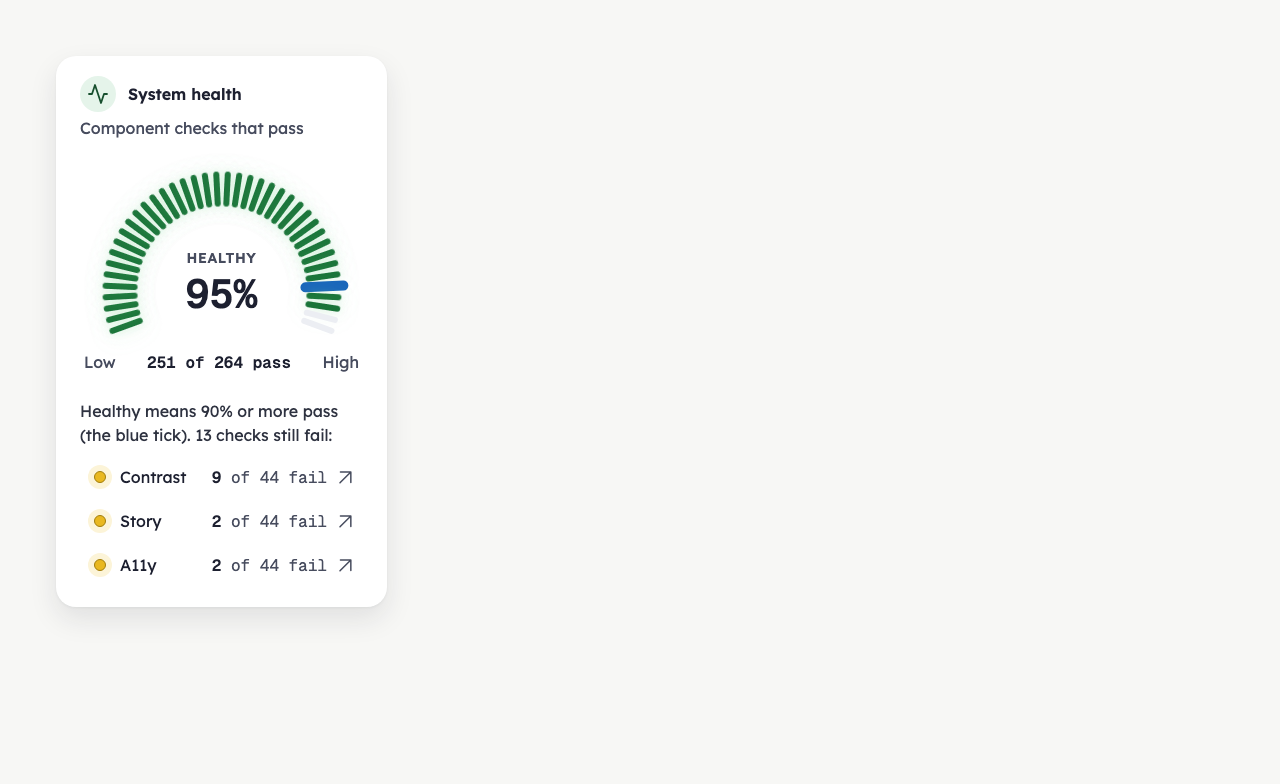 System health
Component checks that pass
HEALTHY
95%
Low 251 of 264 pass High
Healthy means 90% or more pass
(the blue tick). 13 checks still fail:
Contrast 9 of 44 fail
Story 2 of 44 fail
A11y 2 of 44 fail